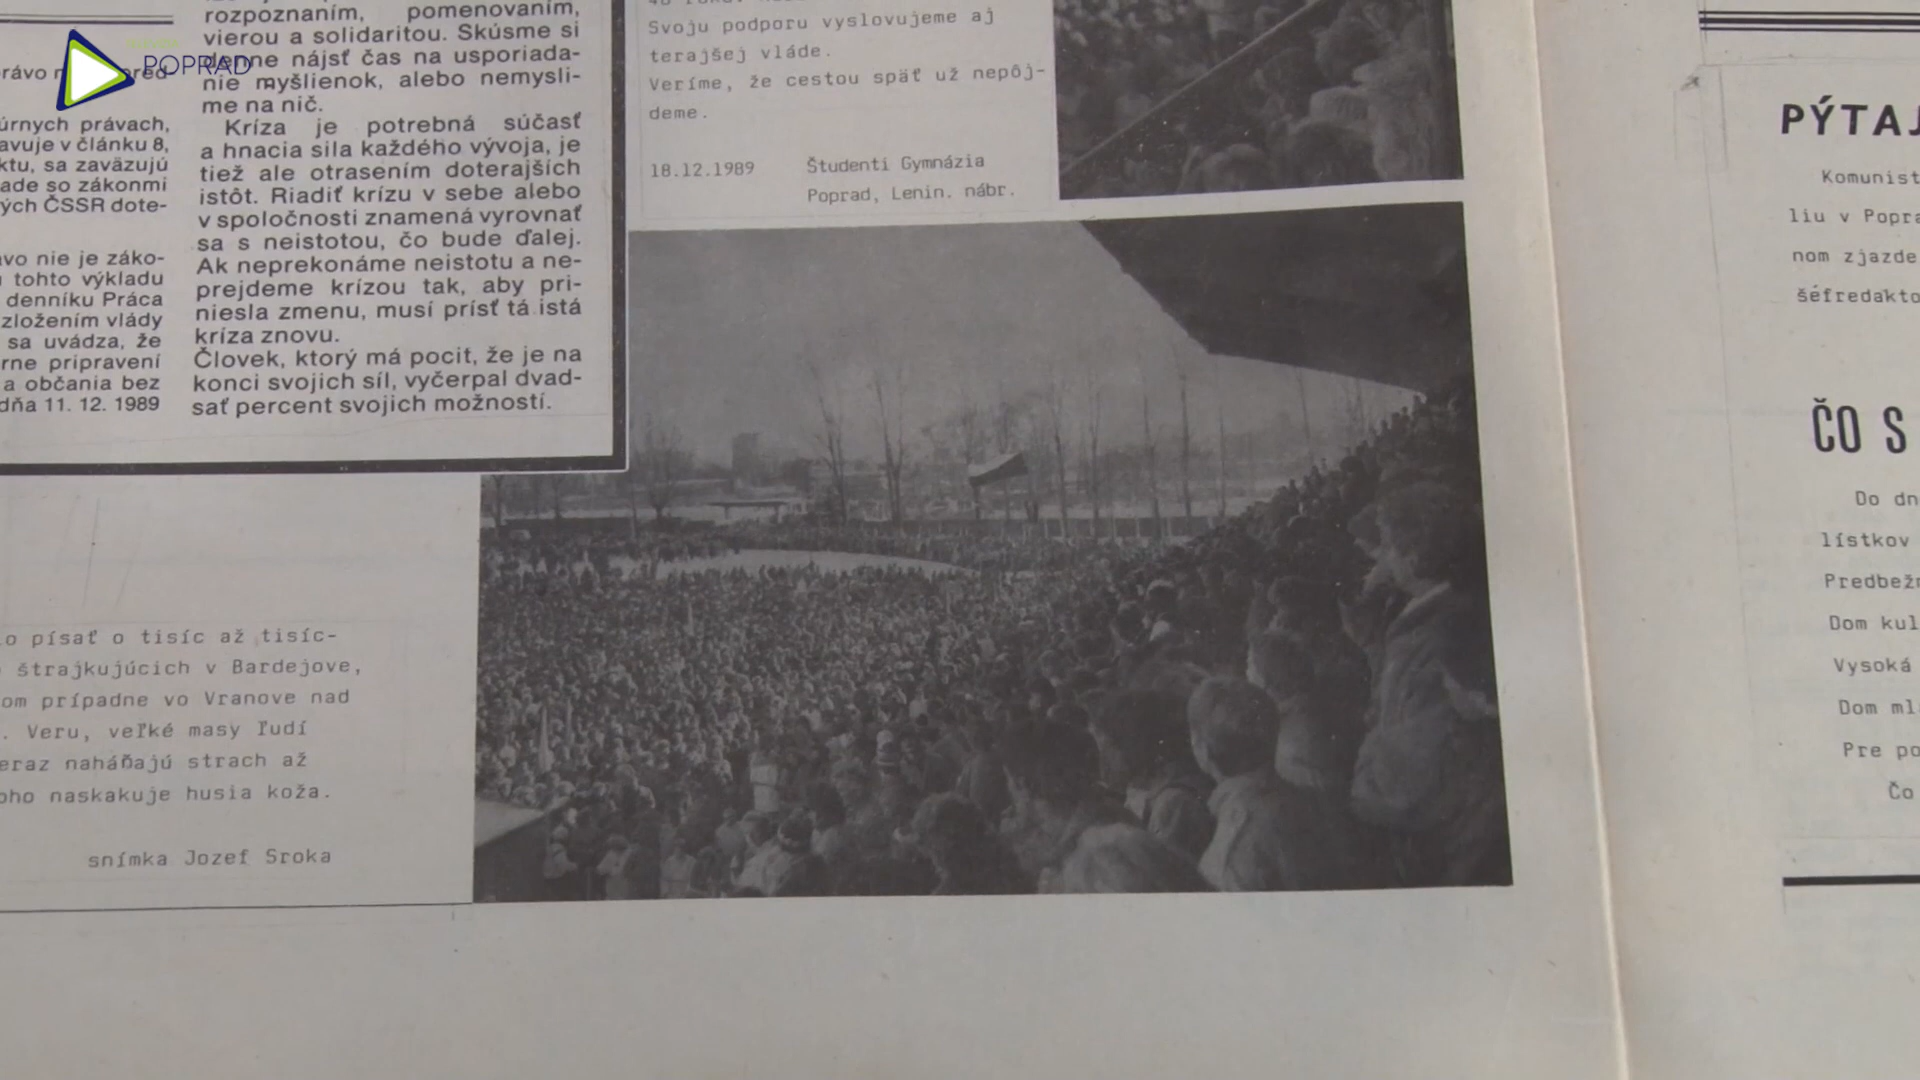 POPRAD
rávo
úrnych právach,
avuje v článku 8,
ktu, sa zaväzujú
ade so zákonmi
ých ČSSR dote-
vo nie je záko-
tohto výkladu
denníku Práca
zložením vlády
sa uvádza, že
rne pripravení
a občania bez
dňa 11. 12. 1989
rozpoznaním, pomenovaním,
vierou a solidaritou. Skúsme si
denne nájsť čas na usporiada-
nie myšlienok, alebo nemysli-
me na nič.
Kríza je potrebná súčasť
a hnacia sila každého vývoja, je
tiež ale otrasením doterajších
istôt. Riadiť krízu v sebe alebo
v spoločnosti znamená vyrovnať
sa s neistotou, čo bude ďalej.
Ak neprekonáme neistotu a ne-
prejdeme krízou tak, aby pri-
niesla zmenu, musí prísť tá istá
kríza znovu.
Človek, ktorý má pocit, že je na
konci svojich síl, vyčerpal dvad-
sať percent svojich možností.
Svoju podporu vyslovujeme aj
terajšej vláde.
Veríme, že cestou späť už nepôj-
deme.
18.12.1989 Študenti Gymnázia
Poprad, Lenin. nábr.
lo písať o tisíc až tisíc-
štrajkujúcich v Bardejove,
om prípadne vo Vranove nad
. Veru, veľké masy ľudí
eraz naháňajú strach až
oho naskakuje husia koža.
snímka Jozef Sroka
PÝTAJ
Komunist
liu v Popra
nom zjazde
šéfredakto
ČO S
Do dn
lístkov
Predbežn
Dom kul
Vysoká
Dom ml
Pre po
Čo